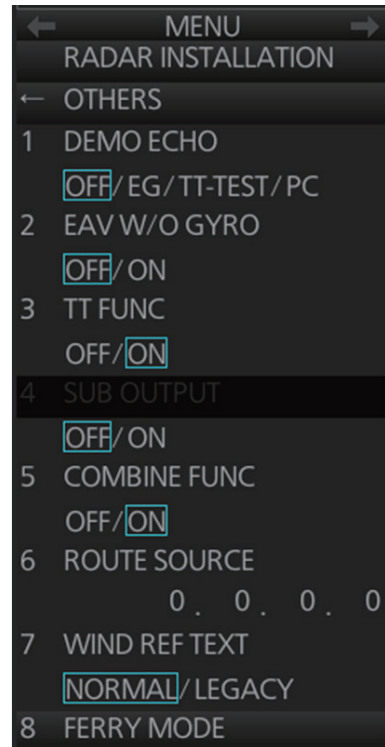 ← MENU →
RADAR INSTALLATION
← OTHERS
1 DEMO ECHO
OFF/ EG/ TT-TEST/ PC
2 EAV W/O GYRO
OFF/ ON
3 TT FUNC
OFF/ ON
4 SUB OUTPUT
OFF/ ON
5 COMBINE FUNC
OFF/ ON
6 ROUTE SOURCE
0. 0. 0. 0
7 WIND REF TEXT
NORMAL/ LEGACY
8 FERRY MODE